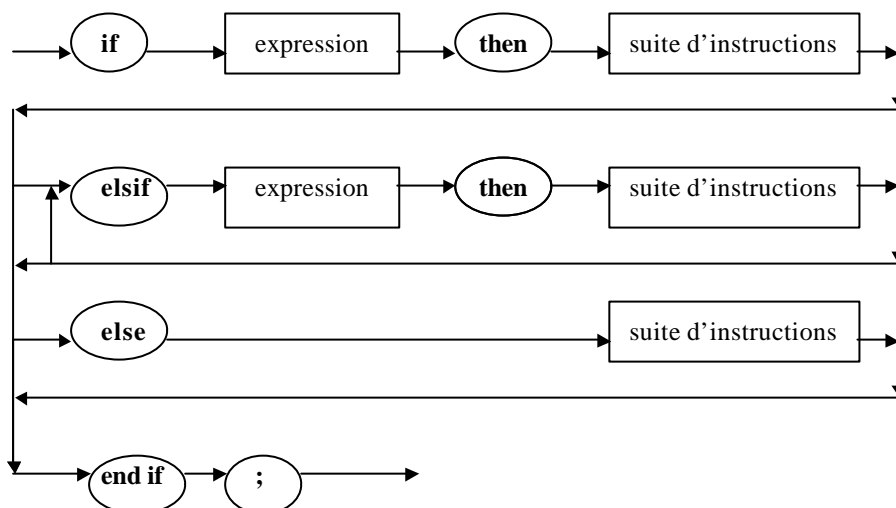 if expression then suite d'instructions
elsif expression then suite d'instructions
else suite d'instructions
end if ;